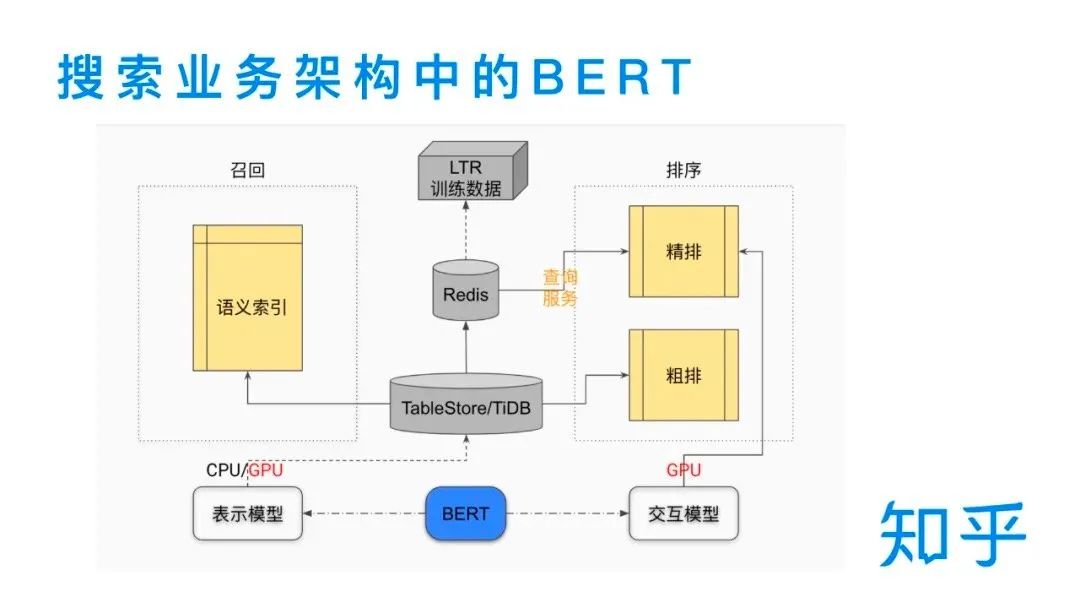 搜索业务架构中的BERT
召回
LTR
训练数据
排序
精排
语义索引
Redis
查询
服务
粗排
TableStore/TiDB
CPU/GPU
GPU
表示模型
BERT
交互模型
知乎